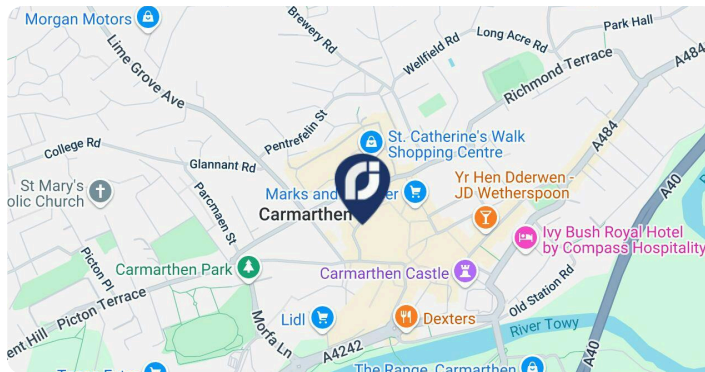 Morgan Motors
Brewery Rd
Park Hall
Long Acre Rd
Wellfield Rd
Lime Grove Ave
Richmond Terrace
A484
A484
Pentrefelin St
St. Catherine's Walk
Shopping Centre
College Rd
Glannant Rd
A40
Yr Hen Dderwen -
JD Wetherspoon
St Mary's
olic Church
Parcmaen St
Marks and
er
Carmarthen
Ivy Bush Royal Hotel
by Compass Hospitality
Picton Pl
Carmarthen Park
Carmarthen Castle
Old Station Rd
Picton Terrace
ent Hill
Lidl
Dexters
River Towy
Morfa Ln
A4242
A40
The Range, Carmarthen